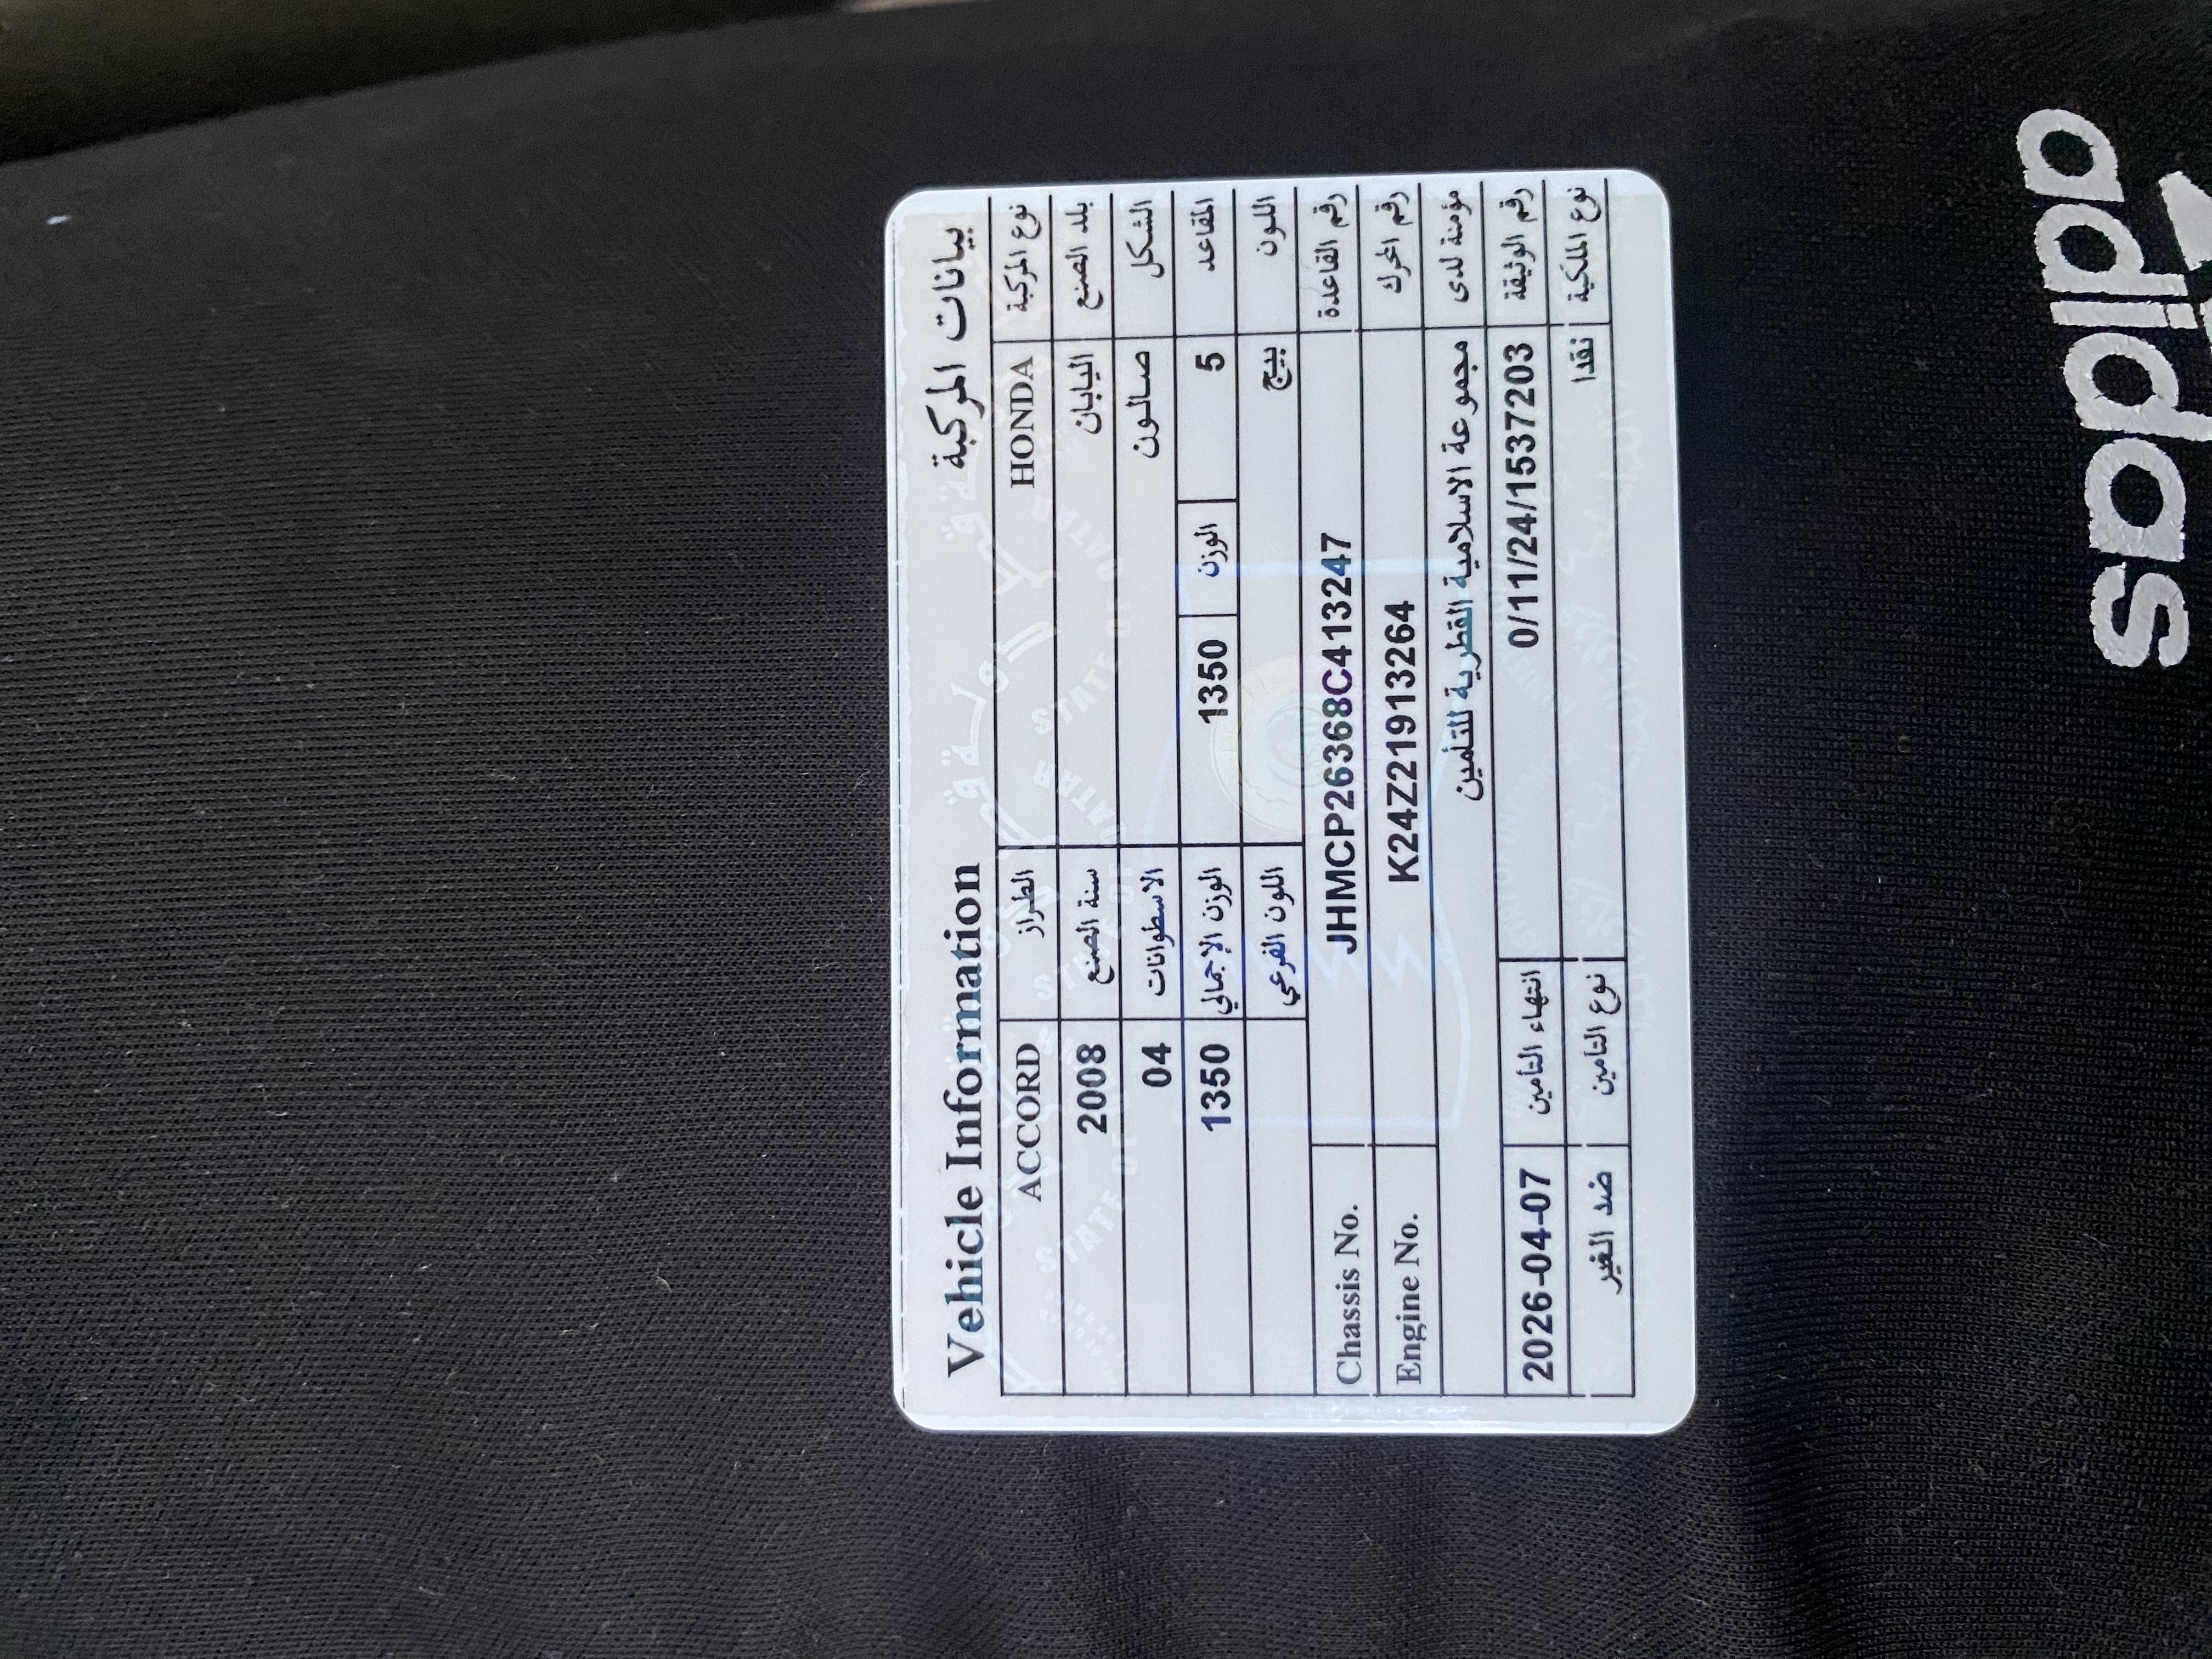 بيانات المركبة Vehicle Information
نوع المركبة HONDA الطراز ACCORD
بلد الصنع اليابان سنة الصنع 2008
الشكل صالون الاسطوانات 04
المقاعد 5 الوزن 1350 الوزن الإجمالي 1350
اللون بيج اللون الفرعي
رقم القاعدة JHMCP26368C413247 Chassis No.
رقم المحرك K24Z21913264 Engine No.
مؤمنة لدى مجموعة الاسلامية القطرية للتأمين
رقم الوثيقة 0/11/24/1537203 انتهاء التأمين 2026-04-07
نوع الملكية نقدا نوع التأمين ضد الغير
adidas